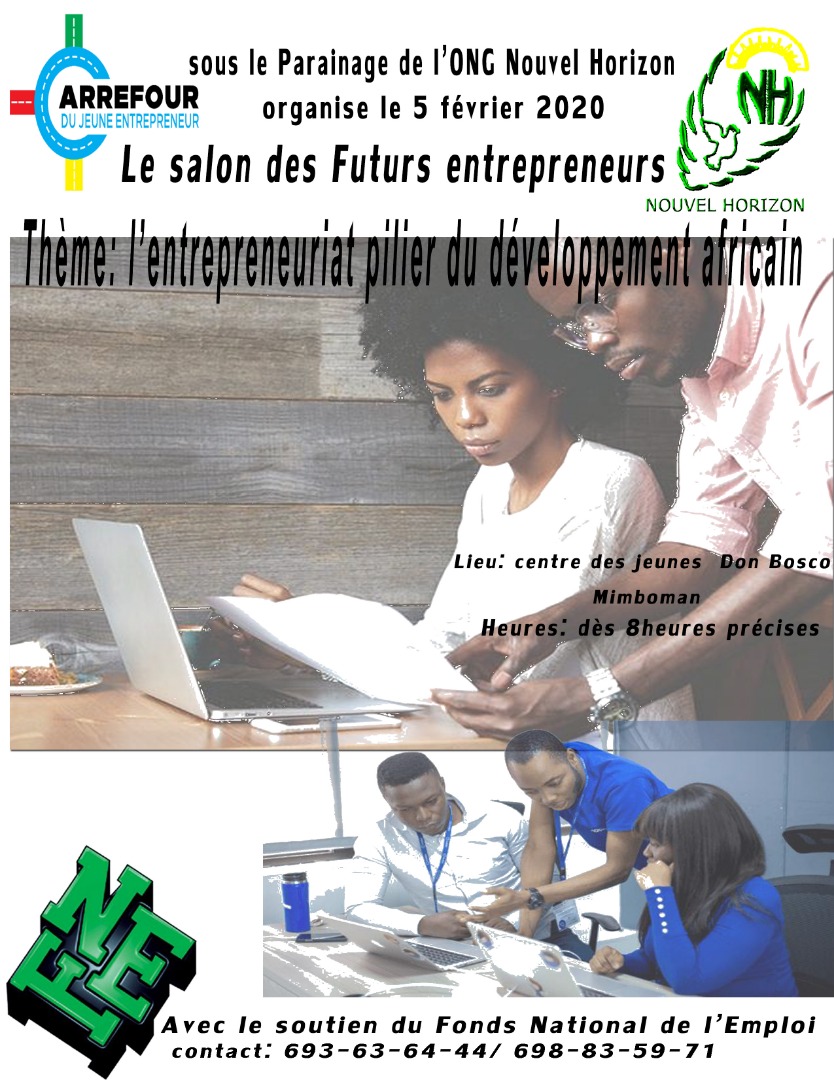 CARREFOUR
DU JEUNE ENTREPRENEUR
sous le Parainage de l'ONG Nouvel Horizon
organise le 5 février 2020
Le salon des Futurs entrepreneurs
NH
NOUVEL HORIZON
Thème: l'entrepreneuriat pilier du développement africain
Lieu: centre des jeunes Don Bosco
Mimboman
Heures: dès 8heures précises
FNE
Avec le soutien du Fonds National de l'Emploi
contact: 693-63-64-44/ 698-83-59-71